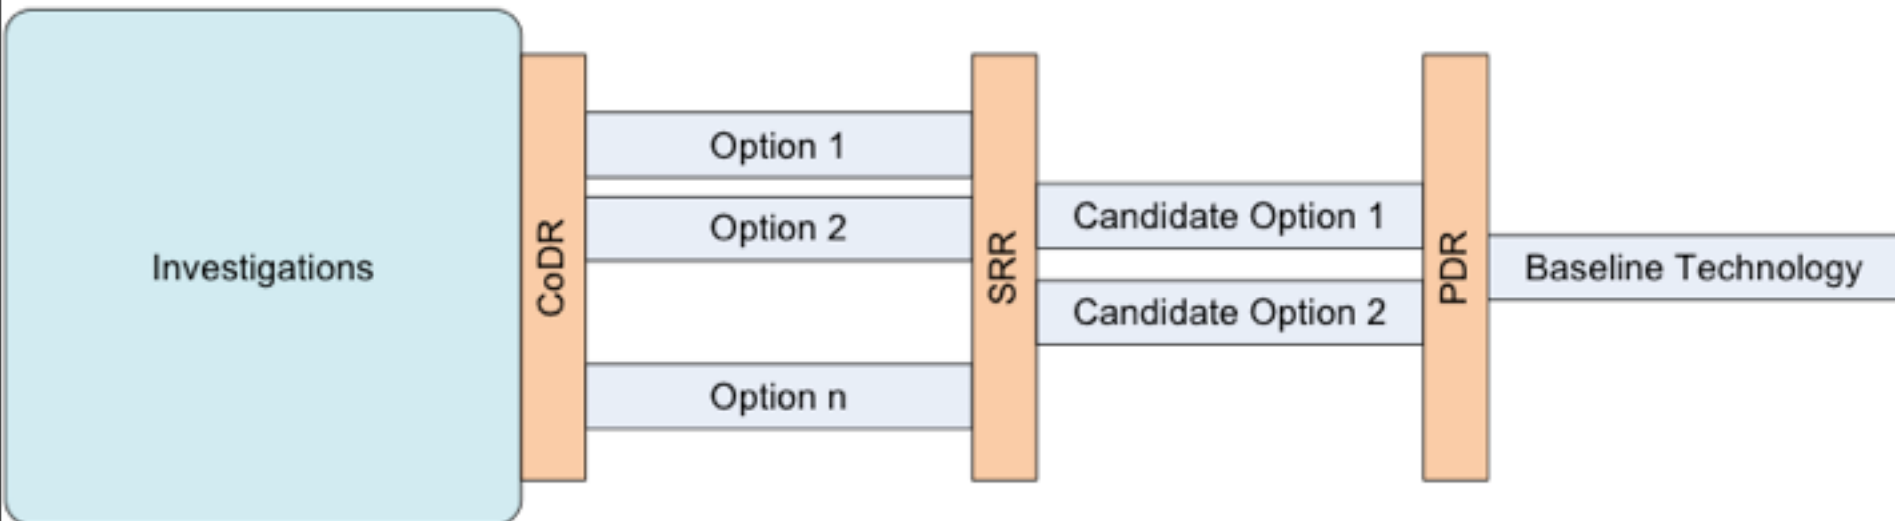 Investigations
CoDR
Option 1
Option 2
Option n
SRR
Candidate Option 1
Candidate Option 2
PDR
Baseline Technology